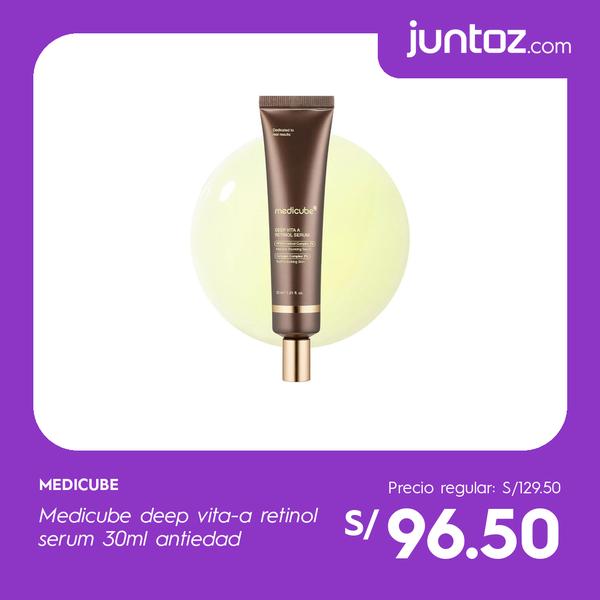 juntoz.com
Dedicated to
real results.
medicube
DEEP VITA A
RETINOL SERUM
MEDICUBE
Medicube deep vita-a retinol
serum 30ml antiedad
Precio regular: S/129.50
S/96.50